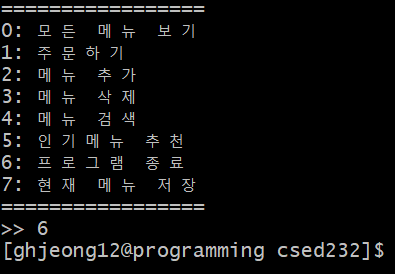 =================
0: 모든 메뉴 보기
1: 주문하기
2: 메뉴 추가
3: 메뉴 삭제
4: 메뉴 검색
5: 인기메뉴 추천
6: 프로그램 종료
7: 현재 메뉴 저장
=================
>> 6
[ghjeong12@programming csed232]$